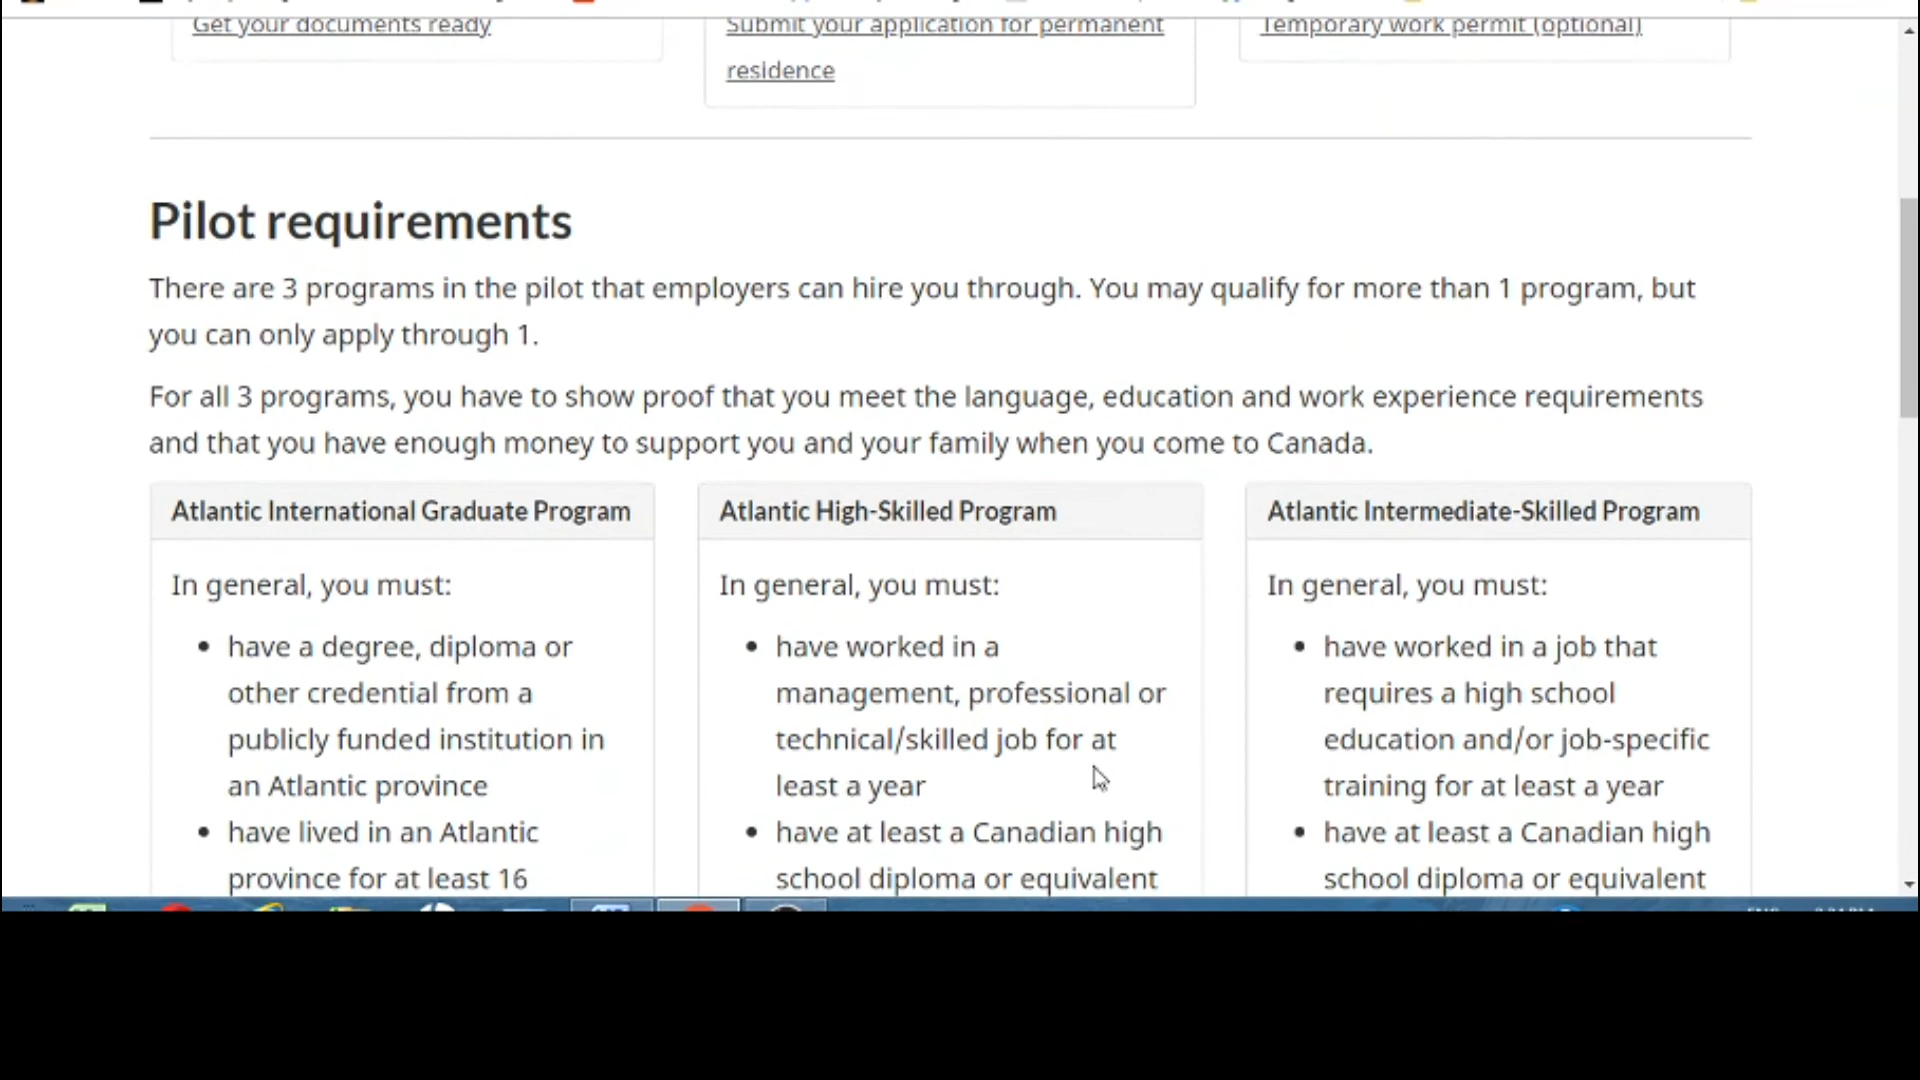 Get your documents ready
Submit your application for permanent
residence
Temporary work permit (optional)
Pilot requirements
There are 3 programs in the pilot that employers can hire you through. You may qualify for more than 1 program, but
you can only apply through 1.
For all 3 programs, you have to show proof that you meet the language, education and work experience requirements
and that you have enough money to support you and your family when you come to Canada.
Atlantic International Graduate Program
In general, you must:
• have a degree, diploma or
other credential from a
publicly funded institution in
an Atlantic province
• have lived in an Atlantic
province for at least 16
Atlantic High-Skilled Program
In general, you must:
• have worked in a
management, professional or
technical/skilled job for at
least a year
• have at least a Canadian high
school diploma or equivalent
Atlantic Intermediate-Skilled Program
In general, you must:
• have worked in a job that
requires a high school
education and/or job-specific
training for at least a year
• have at least a Canadian high
school diploma or equivalent